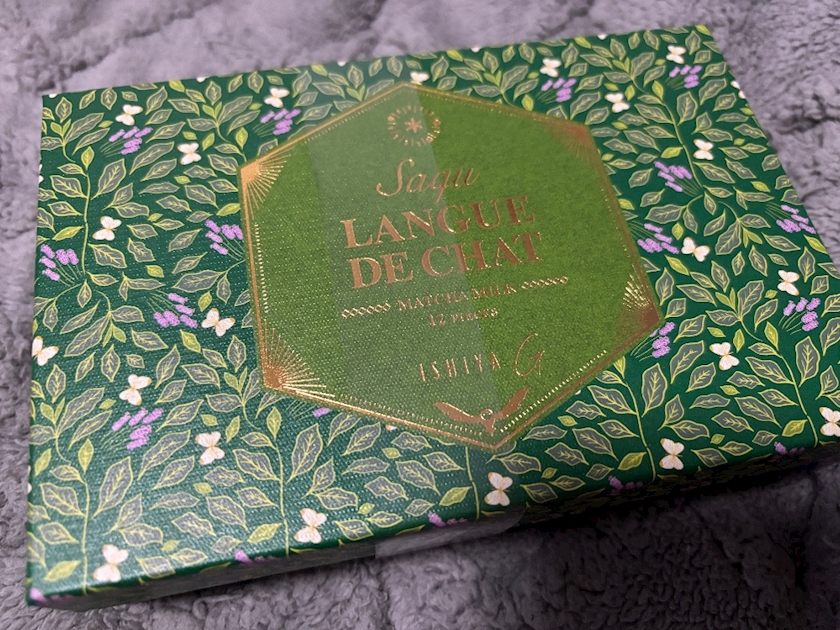 Saqu
LANGUE
DE CHAT
MATCHA MILK
12 PIECES
ISHIYA G